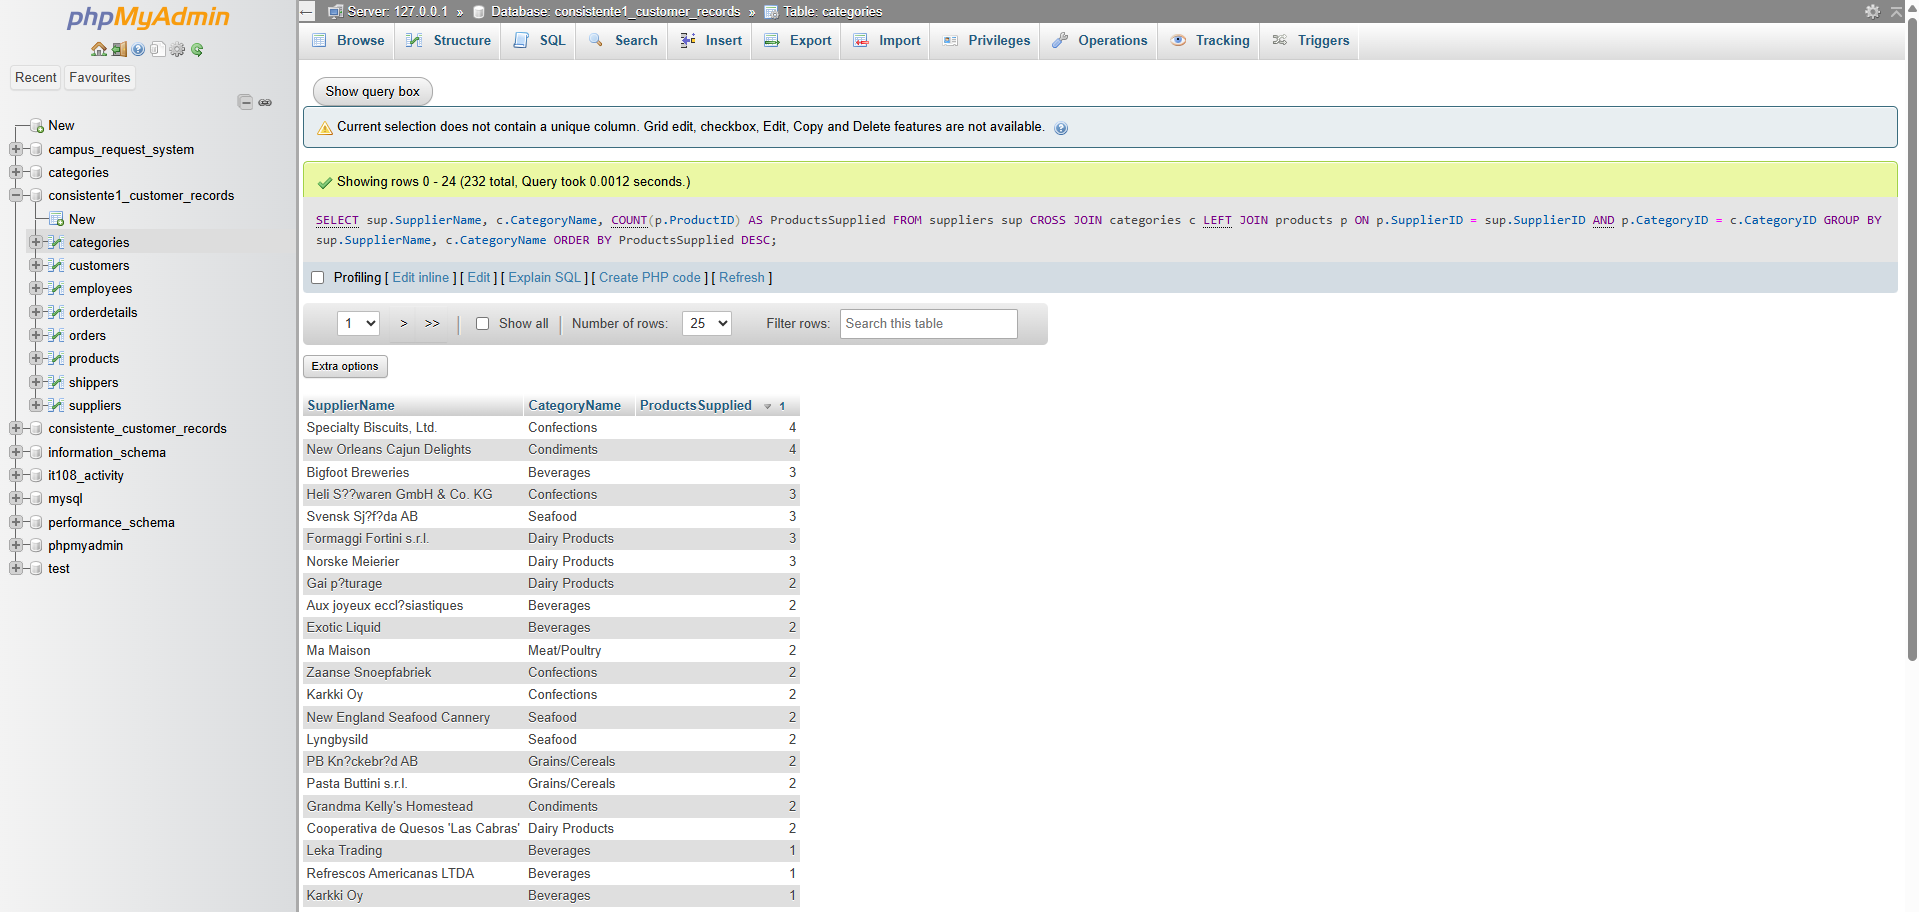 phpMyAdmin
Recent
Favourites
New
campus_request_system
categories
consistente1_customer_records
New
categories
customers
employees
orderdetails
orders
products
shippers
suppliers
consistente_customer_records
information_schema
it108_activity
mysql
performance_schema
phpmyadmin
test
Server: 127.0.0.1 » Database: consistente1_customer_records » Table: categories
Browse Structure SQL Search Insert Export Import Privileges Operations Tracking Triggers
Show query box
Current selection does not contain a unique column. Grid edit, checkbox, Edit, Copy and Delete features are not available.
Showing rows 0 - 24 (232 total, Query took 0.0012 seconds.)
SELECT sup.SupplierName, c.CategoryName, COUNT(p.ProductID) AS ProductsSupplied FROM suppliers sup CROSS JOIN categories c LEFT JOIN products p ON p.SupplierID = sup.SupplierID AND p.CategoryID = c.CategoryID GROUP BY
sup.SupplierName, c.CategoryName ORDER BY ProductsSupplied DESC;
Profiling [ Edit inline ] [ Edit ] [ Explain SQL ] [ Create PHP code ] [ Refresh ]
1 > >> | Show all | Number of rows: 25 Filter rows: Search this table
Extra options
SupplierName CategoryName ProductsSupplied 1
Specialty Biscuits, Ltd. Confections 4
New Orleans Cajun Delights Condiments 4
Bigfoot Breweries Beverages 3
Heli S??waren GmbH & Co. KG Confections 3
Svensk Sj?f?da AB Seafood 3
Formaggi Fortini s.r.l. Dairy Products 3
Norske Meierier Dairy Products 3
Gai p?turage Dairy Products 2
Aux joyeux eccl?siastiques Beverages 2
Exotic Liquid Beverages 2
Ma Maison Meat/Poultry 2
Zaanse Snoepfabriek Confections 2
Karkki Oy Confections 2
New England Seafood Cannery Seafood 2
Lyngbysild Seafood 2
PB Kn?ckebr?d AB Grains/Cereals 2
Pasta Buttini s.r.l. Grains/Cereals 2
Grandma Kelly's Homestead Condiments 2
Cooperativa de Quesos 'Las Cabras' Dairy Products 2
Leka Trading Beverages 1
Refrescos Americanas LTDA Beverages 1
Karkki Oy Beverages 1